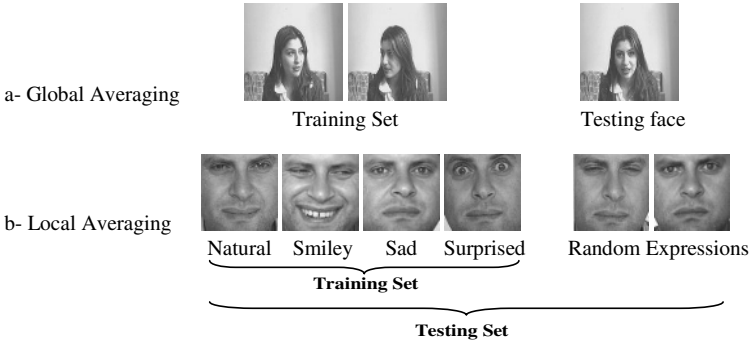 a- Global Averaging
Training Set
Testing face
b- Local Averaging
Natural Smiley Sad Surprised
Random Expressions
Training Set
Testing Set